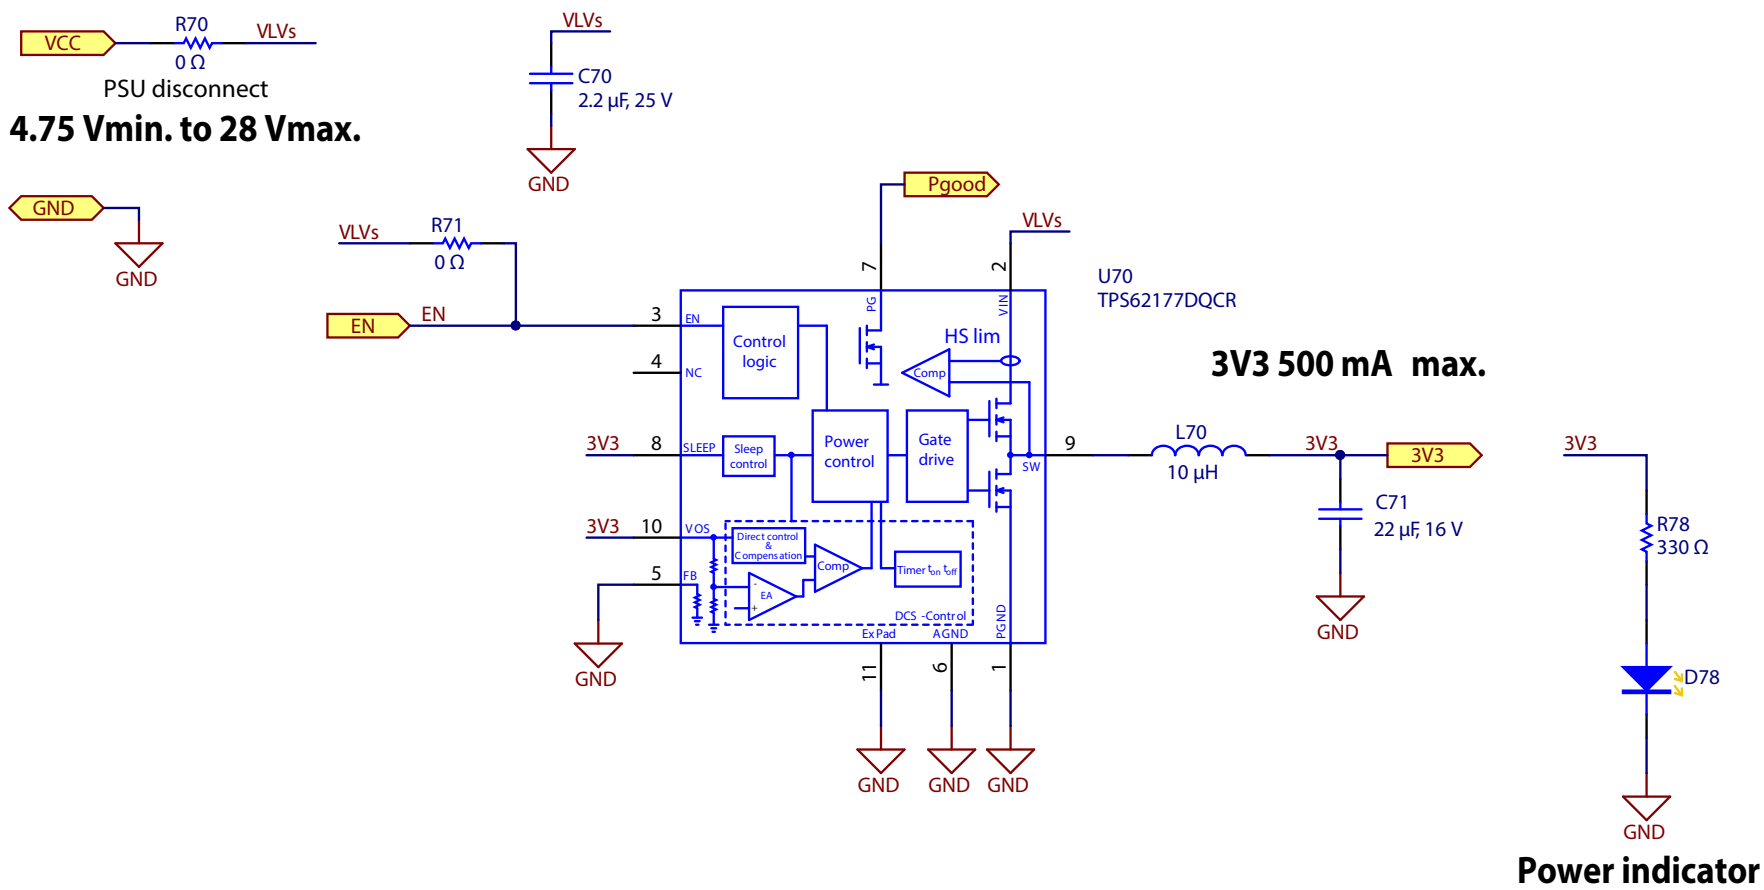 VCC
R70
0 Ω
VLVs
PSU disconnect
4.75 Vmin. to 28 Vmax.
VLVs
C70
2.2 µF, 25 V
GND
GND
GND
VLVs
R71
0 Ω
EN
EN
Pgood
VLVs
7
2
U70
TPS62177DQCR
PG
VIN
3
EN
Control
logic
HS lim
Comp
4
NC
3V3
8
SLEEP
Sleep
control
Power
control
Gate
drive
SW
9
3V3
10
VOS
Direct control
&
Compensation
Comp
Timer ton toff
5
FB
-
EA
+
DCS -Control
Ex Pad
AGND
PGND
GND
11
6
1
GND
GND
GND
3V3 500 mA max.
L70
10 µH
3V3
3V3
C71
22 µF, 16 V
GND
3V3
R78
330 Ω
D78
GND
Power indicator